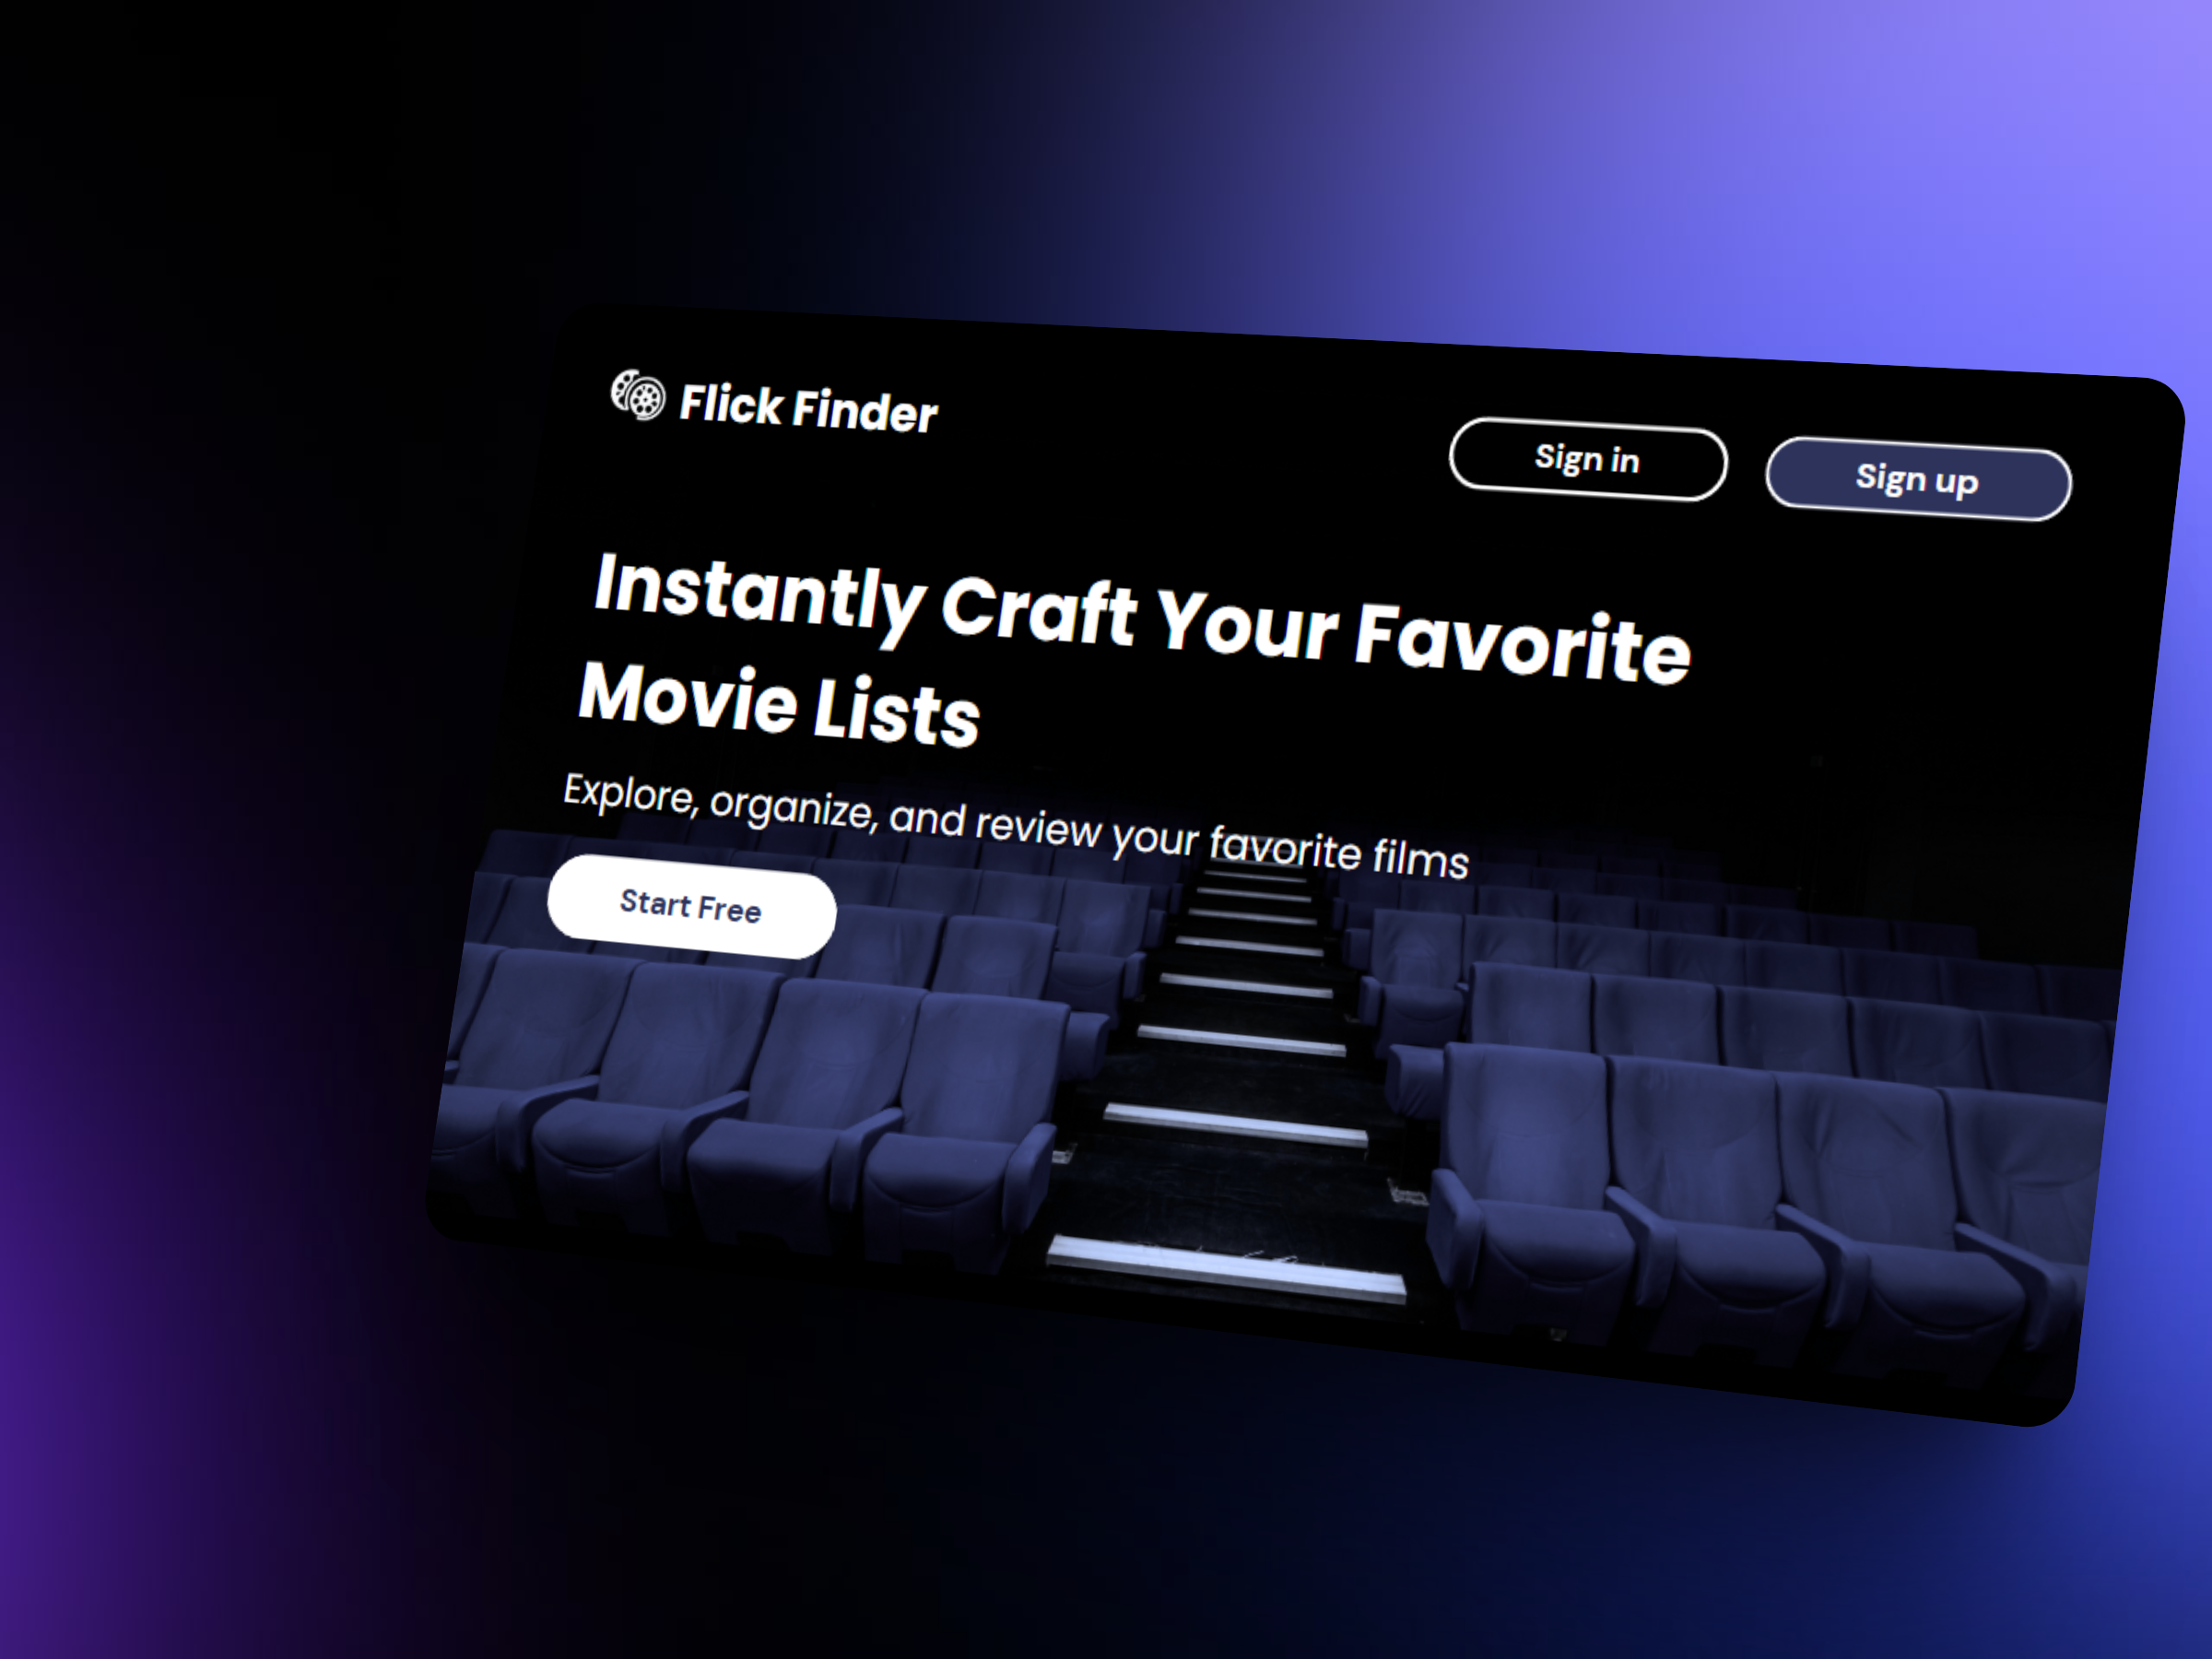 Flick Finder
Sign in
Sign up
Instantly Craft Your Favorite
Movie Lists
Explore, organize, and review your favorite films
Start Free